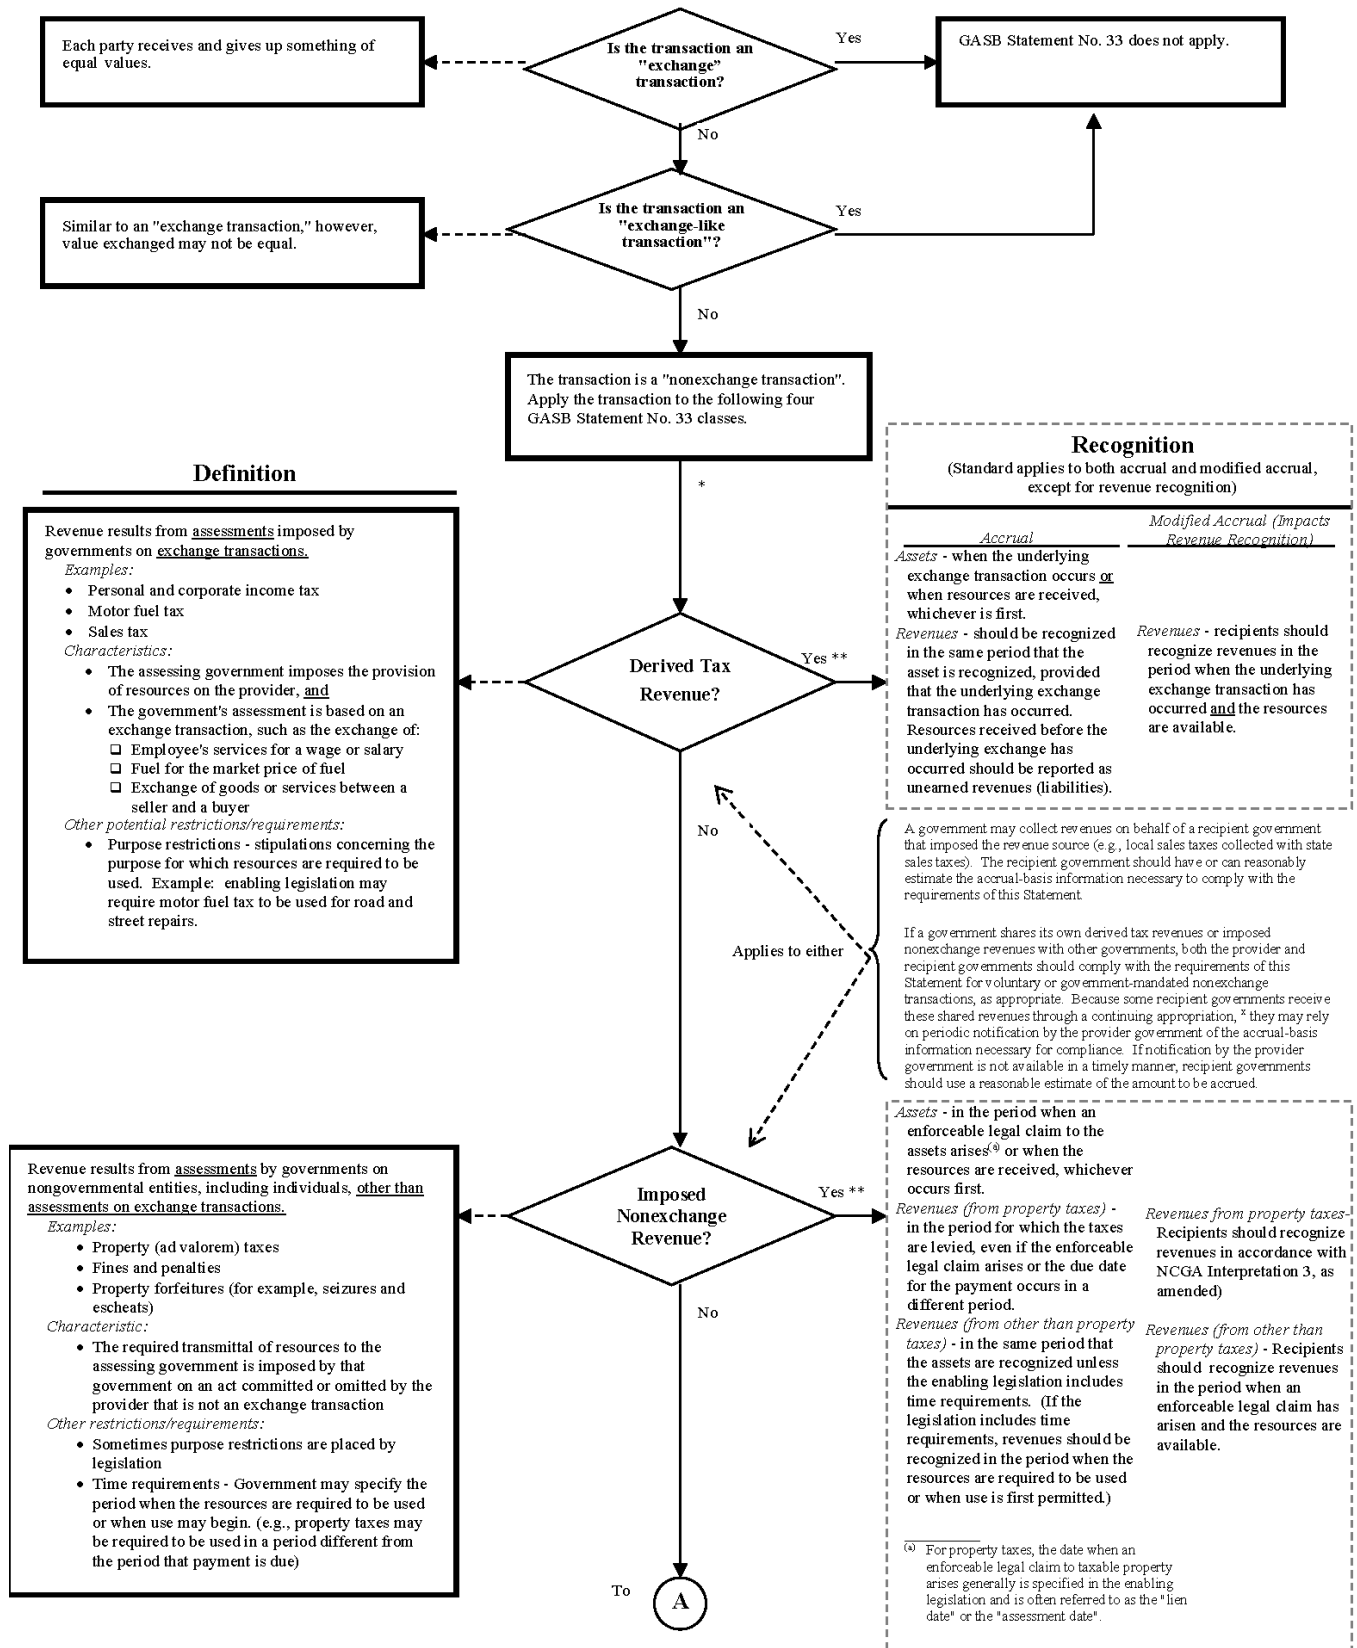 Each party receives and gives up something of
equal values.
Is the transaction an
"exchange”
transaction?
Yes
GASB Statement No. 33 does not apply.
No
Similar to an "exchange transaction," however,
value exchanged may not be equal.
Is the transaction an
"exchange-like
transaction"?
Yes
No
The transaction is a "nonexchange transaction".
Apply the transaction to the following four
GASB Statement No. 33 classes.
*
Definition
Revenue results from assessments imposed by
governments on exchange transactions.
Examples:
• Personal and corporate income tax
• Motor fuel tax
• Sales tax
Characteristics:
• The assessing government imposes the provision
of resources on the provider, and
• The government's assessment is based on an
exchange transaction, such as the exchange of:
❑ Employee's services for a wage or salary
❑ Fuel for the market price of fuel
❑ Exchange of goods or services between a
seller and a buyer
Other potential restrictions/requirements:
• Purpose restrictions - stipulations concerning the
purpose for which resources are required to be
used. Example: enabling legislation may
require motor fuel tax to be used for road and
street repairs.
Derived Tax
Revenue?
Yes **
No
Recognition
(Standard applies to both accrual and modified accrual,
except for revenue recognition)
Accrual
Assets - when the underlying
exchange transaction occurs or
when resources are received,
whichever is first.
Revenues - should be recognized
in the same period that the
asset is recognized, provided
that the underlying exchange
transaction has occurred.
Resources received before the
underlying exchange has
occurred should be reported as
unearned revenues (liabilities).
Modified Accrual (Impacts
Revenue Recognition)
Revenues - recipients should
recognize revenues in the
period when the underlying
exchange transaction has
occurred and the resources
are available.
Applies to either
A government may collect revenues on behalf of a recipient government
that imposed the revenue source (e.g., local sales taxes collected with state
sales taxes). The recipient government should have or can reasonably
estimate the accrual-basis information necessary to comply with the
requirements of this Statement.
If a government shares its own derived tax revenues or imposed
nonexchange revenues with other governments, both the provider and
recipient governments should comply with the requirements of this
Statement for voluntary or government-mandated nonexchange
transactions, as appropriate. Because some recipient governments receive
these shared revenues through a continuing appropriation, x they may rely
on periodic notification by the provider government of the accrual-basis
information necessary for compliance. If notification by the provider
government is not available in a timely manner, recipient governments
should use a reasonable estimate of the amount to be accrued.
Revenue results from assessments by governments on
nongovernmental entities, including individuals, other than
assessments on exchange transactions.
Examples:
• Property (ad valorem) taxes
• Fines and penalties
• Property forfeitures (for example, seizures and
escheats)
Characteristic:
• The required transmittal of resources to the
assessing government is imposed by that
government on an act committed or omitted by the
provider that is not an exchange transaction
Other restrictions/requirements:
• Sometimes purpose restrictions are placed by
legislation
• Time requirements - Government may specify the
period when the resources are required to be used
or when use may begin. (e.g., property taxes may
be required to be used in a period different from
the period that payment is due)
Imposed
Nonexchange
Revenue?
Yes **
No
To
A
Assets - in the period when an
enforceable legal claim to the
assets arises(a) or when the
resources are received, whichever
occurs first.
Revenues (from property taxes) -
in the period for which the taxes
are levied, even if the enforceable
legal claim arises or the due date
for the payment occurs in a
different period.
Revenues (from other than property
taxes) - in the same period that
the assets are recognized unless
the enabling legislation includes
time requirements. (If the
legislation includes time
requirements, revenues should be
recognized in the period when the
resources are required to be used
or when use is first permitted.)
Revenues from property taxes-
Recipients should recognize
revenues in accordance with
NCGA Interpretation 3, as
amended)
Revenues (from other than
property taxes) - Recipients
should recognize revenues
in the period when an
enforceable legal claim has
arisen and the resources are
available.
(a) For property taxes, the date when an
enforceable legal claim to taxable property
arises generally is specified in the enabling
legislation and is often referred to as the "lien
date" or the "assessment date".